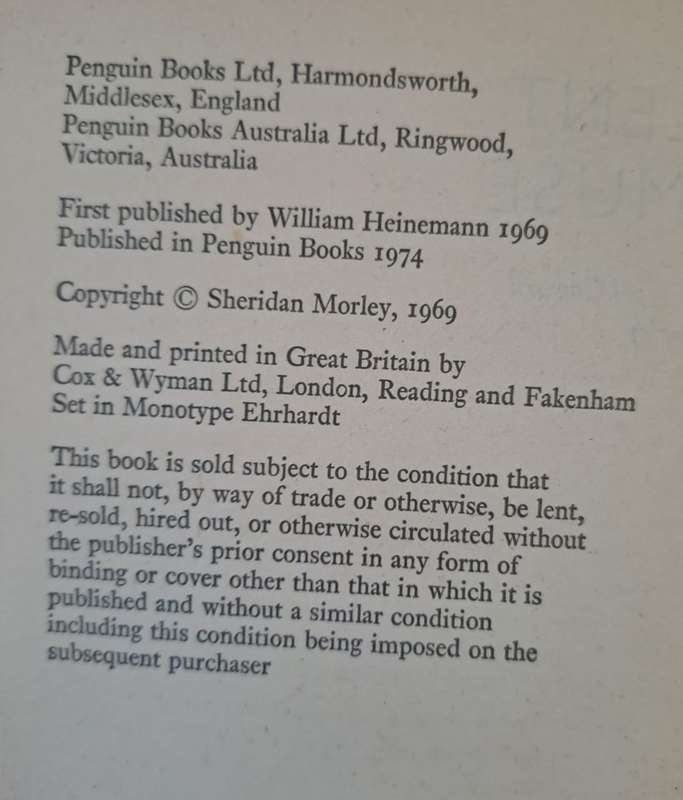 Penguin Books Ltd, Harmondsworth,
Middlesex, England
Penguin Books Australia Ltd, Ringwood,
Victoria, Australia
First published by William Heinemann 1969
Published in Penguin Books 1974
Copyright © Sheridan Morley, 1969
Made and printed in Great Britain by
Cox & Wyman Ltd, London, Reading and Fakenham
Set in Monotype Ehrhardt
This book is sold subject to the condition that
it shall not, by way of trade or otherwise, be lent,
re-sold, hired out, or otherwise circulated without
the publisher's prior consent in any form of
binding or cover other than that in which it is
published and without a similar condition
including this condition being imposed on the
subsequent purchaser